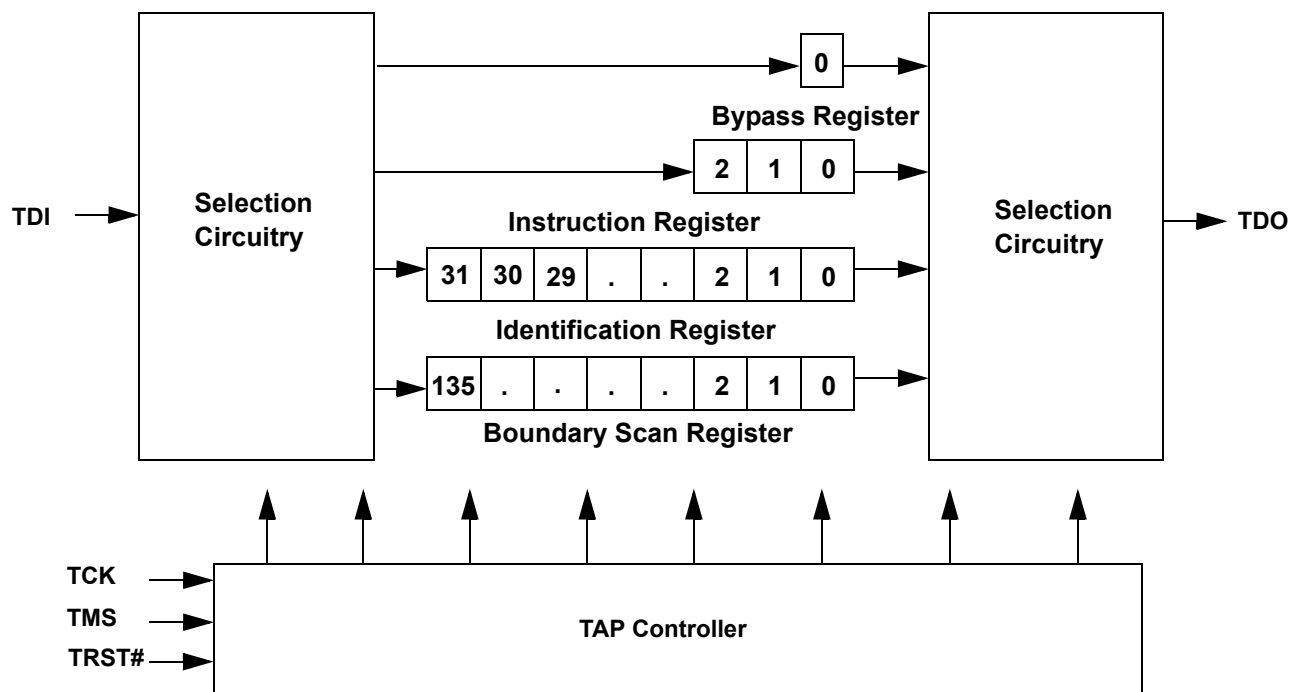 0
Bypass Register
2 1 0
TDI
Selection
Circuitry
Instruction Register
Selection
Circuitry
TDO
31 30 29 . . 2 1 0
Identification Register
135 . . . . 2 1 0
Boundary Scan Register
TCK
TMS
TRST#
TAP Controller